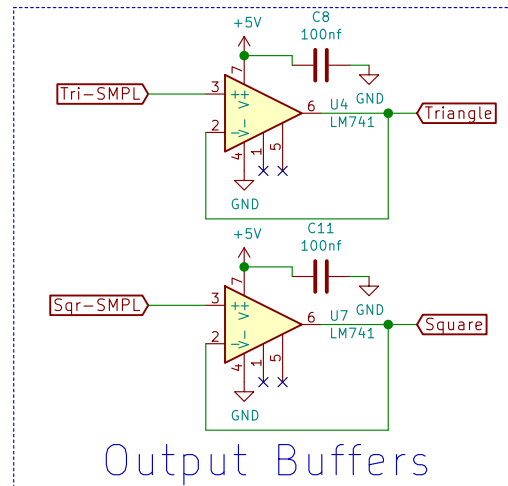 +5V
C8
100nf
GND
7
Tri-SMPL
3
++
V+
6
U4
LM741
Triangle
2
-
V-
4
1
5
GND
+5V
C11
100nf
GND
7
Sqr-SMPL
3
++
V+
6
U7
LM741
Square
2
-
V-
4
1
5
GND
Output Buffers